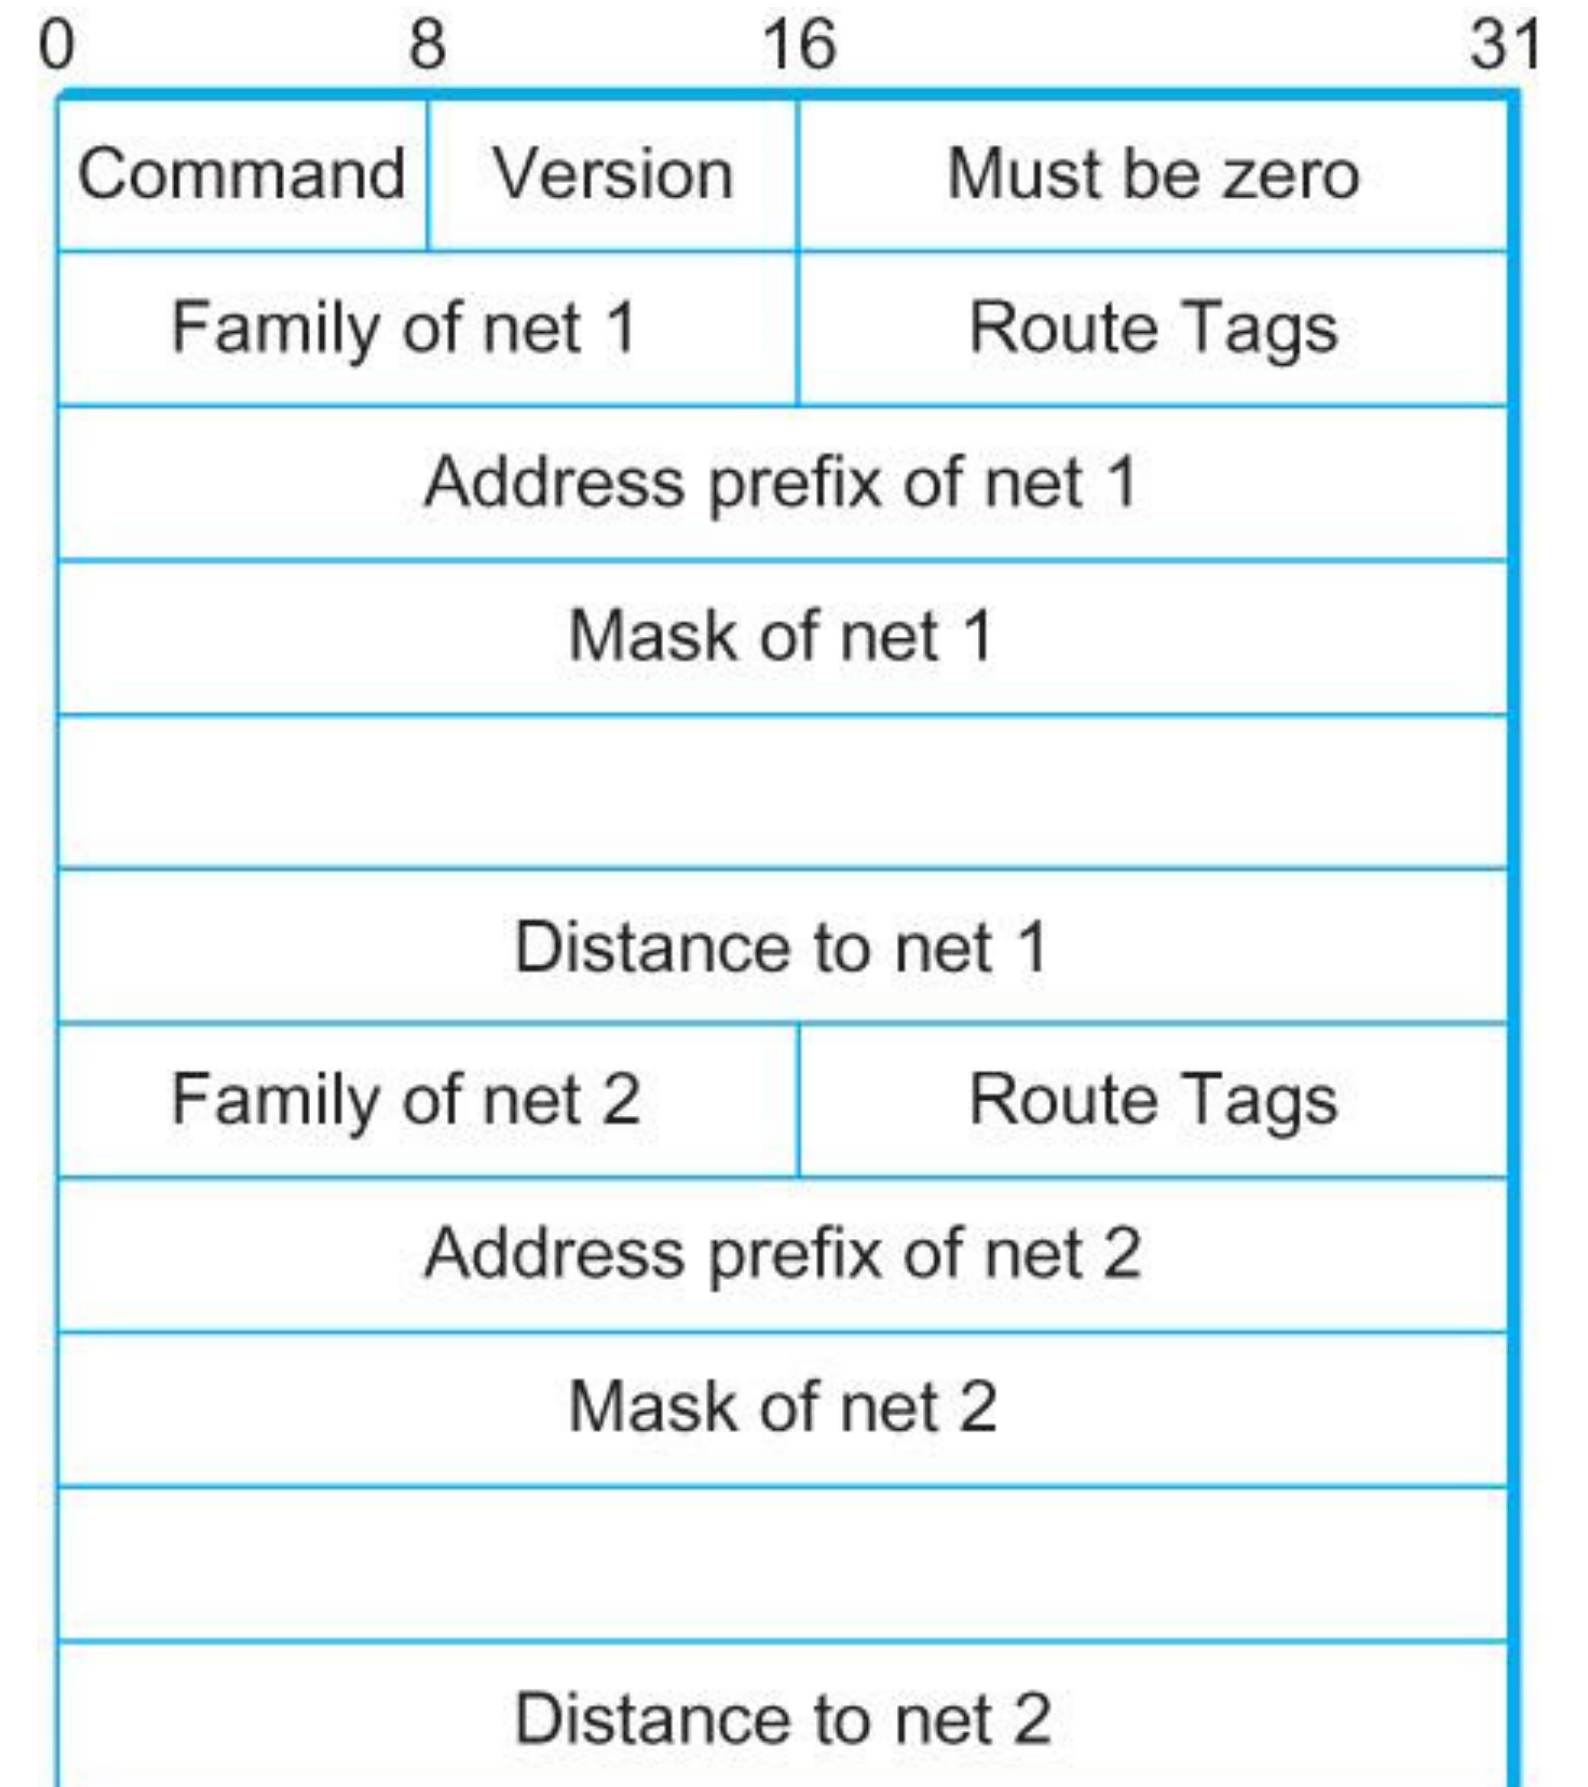 0 8 16 31
Command Version Must be zero
Family of net 1 Route Tags
Address prefix of net 1
Mask of net 1
Distance to net 1
Family of net 2 Route Tags
Address prefix of net 2
Mask of net 2
Distance to net 2